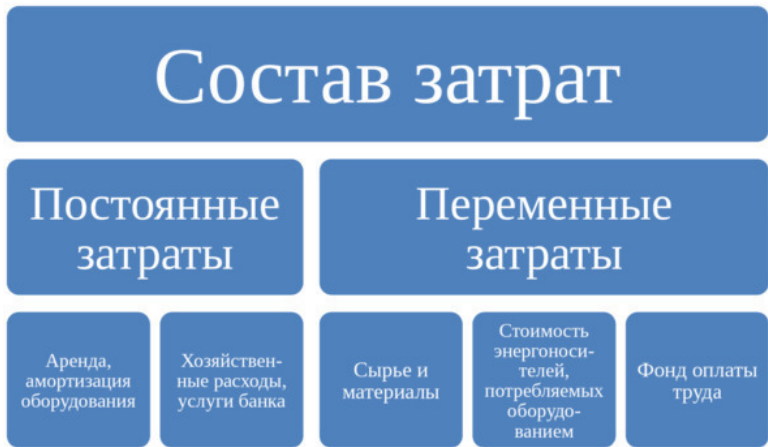 Состав затрат
Постоянные
затраты
Переменные
затраты
Аренда,
амортизация
оборудования
Хозяйствен-
ные расходы,
услуги банка
Сырье и
материалы
Стоимость
энергоноси-
телей,
потребляемых
оборудо-
ванием
Фонд оплаты
труда